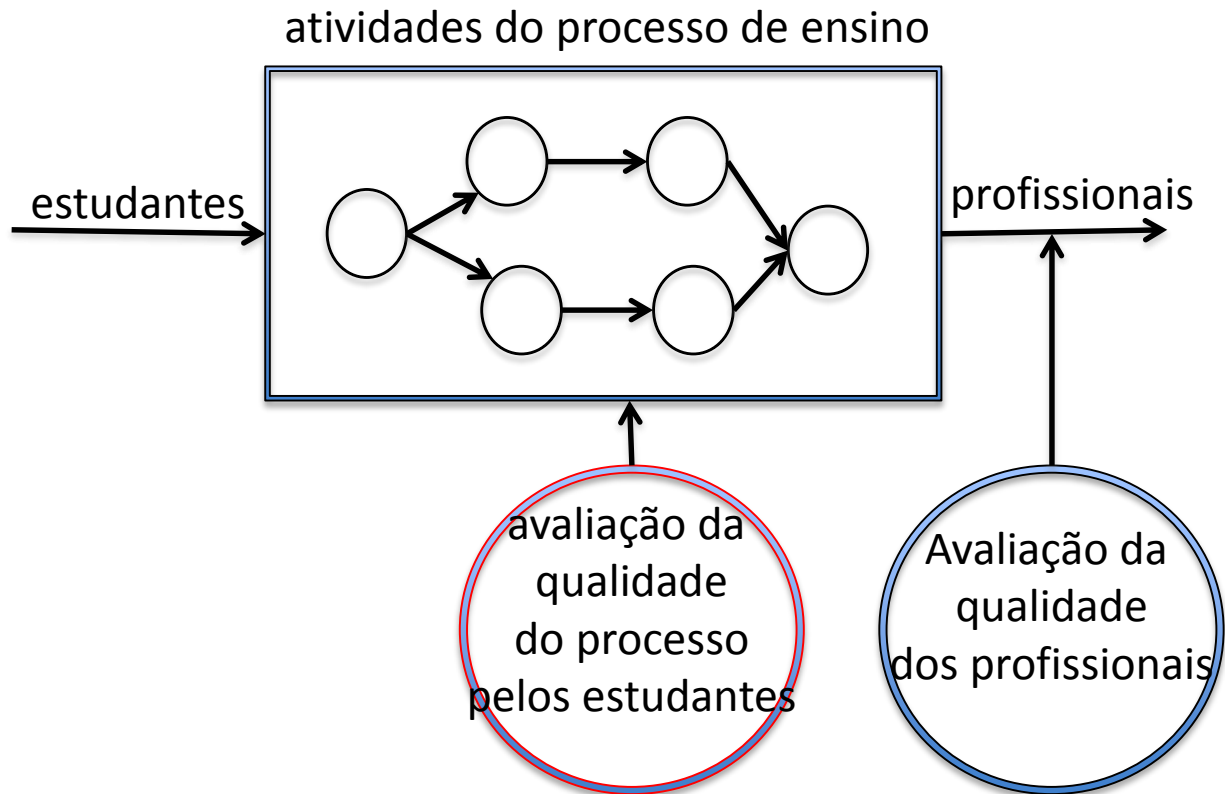 atividades do processo de ensino
estudantes
profissionais
avaliação da
qualidade
do processo
pelos estudantes
Avaliação da
qualidade
dos profissionais